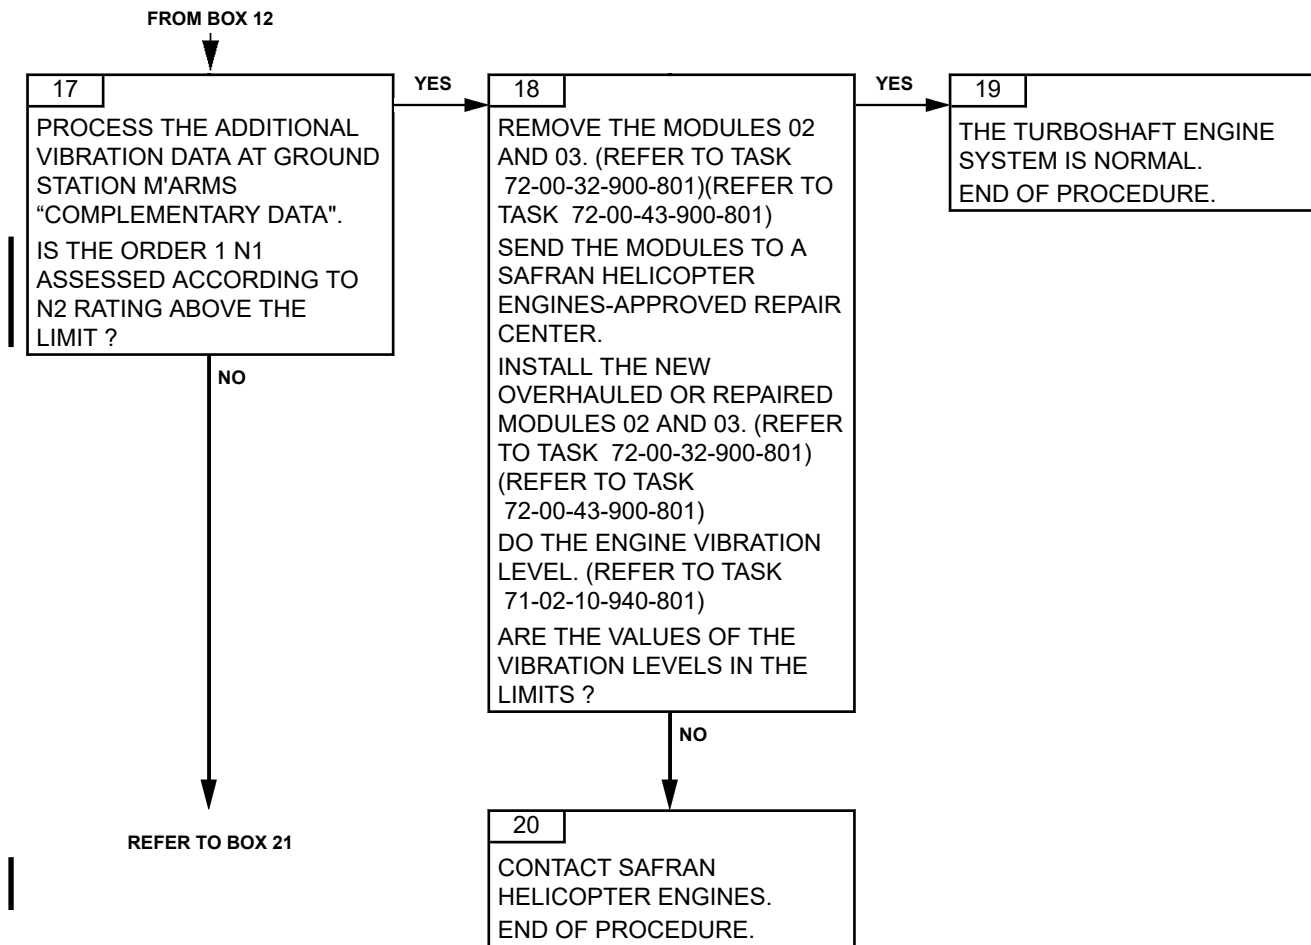 FROM BOX 12
17
PROCESS THE ADDITIONAL
VIBRATION DATA AT GROUND
STATION M'ARMS
“COMPLEMENTARY DATA".
IS THE ORDER 1 N1
ASSESSED ACCORDING TO
N2 RATING ABOVE THE
LIMIT ?
YES
NO
REFER TO BOX 21
18
REMOVE THE MODULES 02
AND 03. (REFER TO TASK
72-00-32-900-801)(REFER TO
TASK 72-00-43-900-801)
SEND THE MODULES TO A
SAFRAN HELICOPTER
ENGINES-APPROVED REPAIR
CENTER.
INSTALL THE NEW
OVERHAULED OR REPAIRED
MODULES 02 AND 03. (REFER
TO TASK 72-00-32-900-801)
(REFER TO TASK
72-00-43-900-801)
DO THE ENGINE VIBRATION
LEVEL. (REFER TO TASK
71-02-10-940-801)
ARE THE VALUES OF THE
VIBRATION LEVELS IN THE
LIMITS ?
YES
NO
19
THE TURBOSHAFT ENGINE
SYSTEM IS NORMAL.
END OF PROCEDURE.
20
CONTACT SAFRAN
HELICOPTER ENGINES.
END OF PROCEDURE.